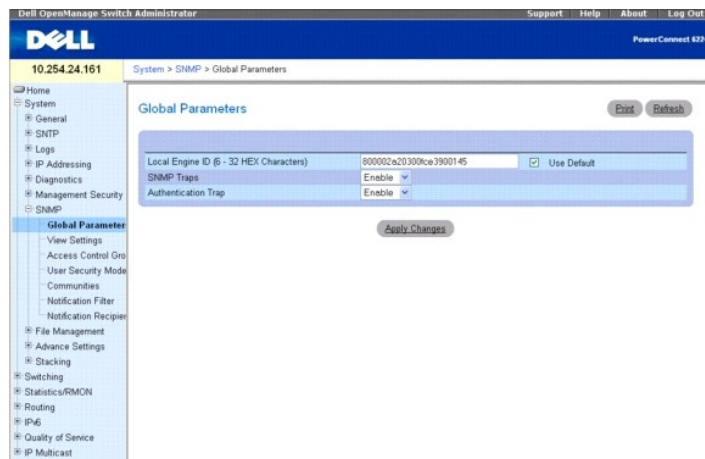 Dell OpenManage Switch Administrator
Support Help About Log Out
DELL
PowerConnect 622
10.254.24.161
System > SNMP > Global Parameters
Home
System
General
SNTP
Logs
IP Addressing
Diagnostics
Management Security
SNMP
Global Parameter
View Settings
Access Control Gro
User Security Mode
Communities
Notification Filter
Notification Recipier
File Management
Advance Settings
Stacking
Switching
Statistics/RMON
Routing
IPv6
Quality of Service
IP Multicast
Global Parameters
Print Refresh
Local Engine ID (6 - 32 HEX Characters)
800002a20300fce3900145
Use Default
SNMP Traps
Enable
Authentication Trap
Enable
Apply Changes